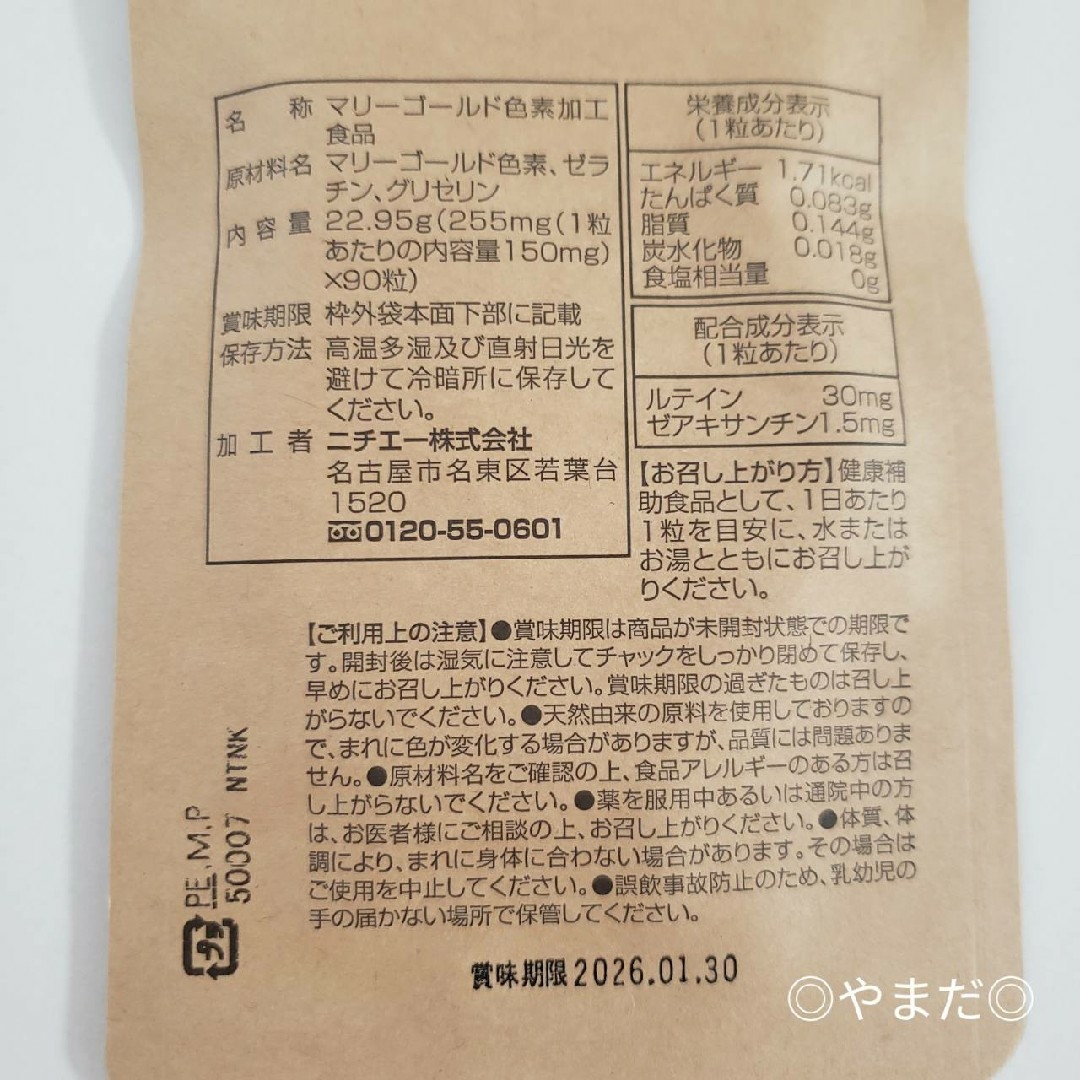 名称 マリーゴールド色素加工
食品
原材料名 マリーゴールド色素、ゼラ
チン、グリセリン
内容量 22.95g(255mg(1粒
あたりの内容量150mg)
×90粒)
賞味期限 枠外袋本面下部に記載
保存方法 高温多湿及び直射日光を
避けて冷暗所に保存して
ください。
加工者 ニチエー株式会社
名古屋市名東区若葉台
1520
0120-55-0601
栄養成分表示
(1粒あたり)
エネルギー 1.71kcal
たんぱく質 0.083g
脂質 0.144g
炭水化物 0.018g
食塩相当量 0g
配合成分表示
(1粒あたり)
ルテイン 30mg
ゼアキサンチン1.5mg
【お召し上がり方】健康補
助食品として、1日あたり
1粒を目安に、水または
お湯とともにお召し上が
りください。
【ご利用上の注意】●賞味期限は商品が未開封状態での期限で
す。開封後は湿気に注意してチャックをしっかり閉めて保存し、
早めにお召し上がりください。賞味期限の過ぎたものは召し上
がらないでください。●天然由来の原料を使用しておりますの
で、まれに色が変化する場合がありますが、品質には問題ありま
せん。●原材料名をご確認の上、食品アレルギーのある方は召
し上がらないでください。●薬を服用中あるいは通院中の方
は、お医者様にご相談の上、お召し上がりください。●体質、体
調により、まれに身体に合わない場合があります。その場合は
ご使用を中止してください。●誤飲事故防止のため、乳幼児の
手の届かない場所で保管してください。
プラ PE、M、P
50007 NTNK
賞味期限 2026.01.30
◎やまだ◎